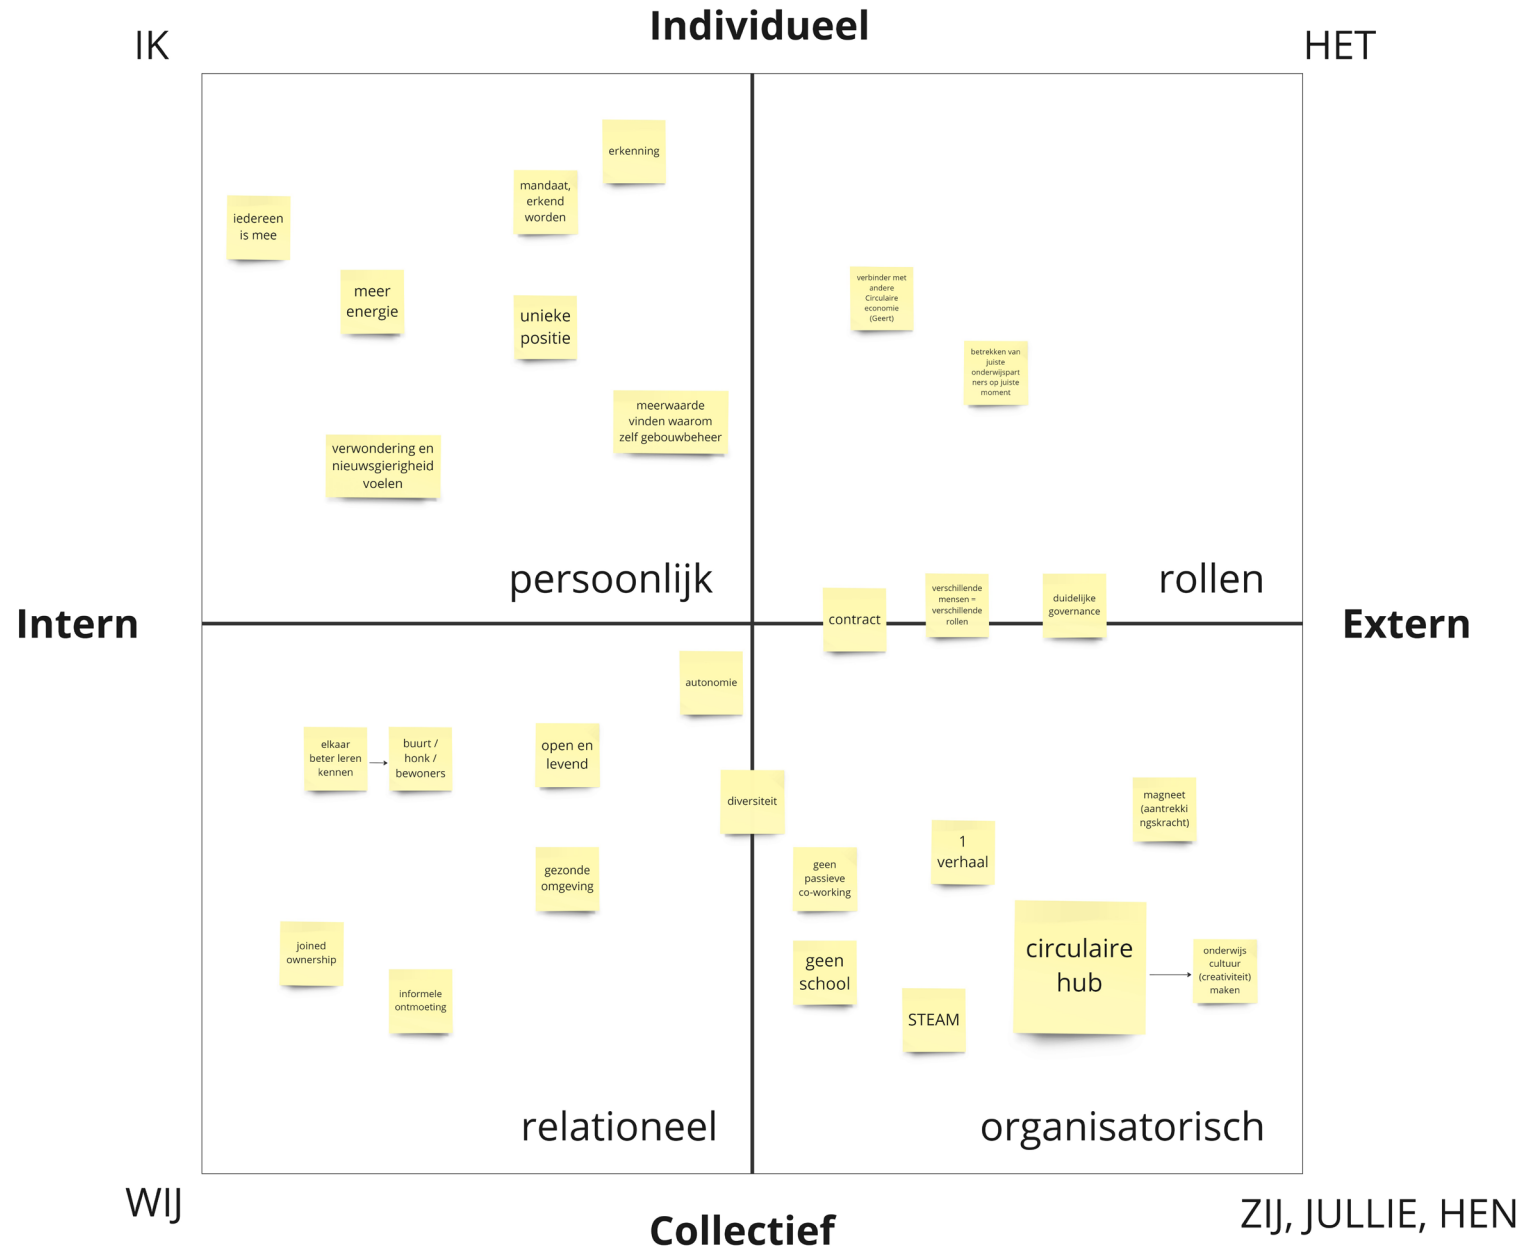 Individueel
IK
HET
erkenning
mandaat,
erkend
worden
iedereen
is mee
meer
energie
unieke
positie
meerwaarde
vinden waarom
zelf gebouwbeheer
verwondering en
nieuwsgierigheid
voelen
persoonlijk
verbinder met
andere
Circulaire
economie
(Geert)
betrekken van
juiste
onderwijspart
ners op juiste
moment
rollen
Intern
Extern
contract
verschillende
mensen =
verschillende
rollen
duidelijke
governance
autonomie
elkaar
beter leren
kennen
buurt /
honk /
bewoners
open en
levend
diversiteit
gezonde
omgeving
joined
ownership
informele
ontmoeting
relationeel
magneet
(aantrekki
ngskracht)
1
verhaal
geen
passieve
co-working
geen
school
STEAM
circulaire
hub
onderwijs
cultuur
(creativiteit)
maken
organisatorisch
WIJ
Collectief
ZIJ, JULLIE, HEN